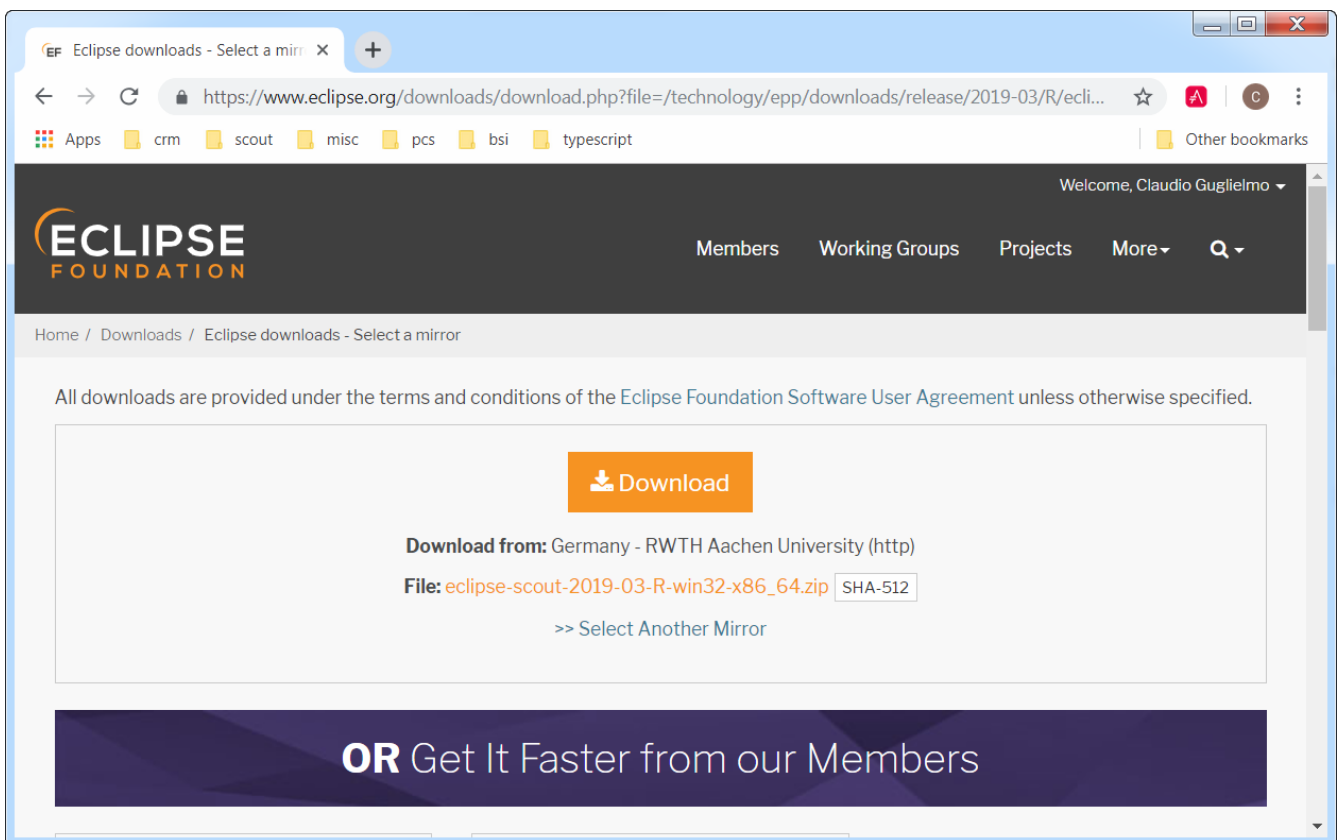 EF Eclipse downloads - Select a mirr
https://www.eclipse.org/downloads/download.php?file=/technology/epp/downloads/release/2019-03/R/ecli...
C
Apps crm scout misc pcs bsi typescript Other bookmarks
Welcome, Claudio Guglielmo
ECLIPSE
FOUNDATION
Members Working Groups Projects More
Home / Downloads / Eclipse downloads - Select a mirror
All downloads are provided under the terms and conditions of the Eclipse Foundation Software User Agreement unless otherwise specified.
Download
Download from: Germany - RWTH Aachen University (http)
File: eclipse-scout-2019-03-R-win32-x86_64.zip SHA-512
>> Select Another Mirror
OR Get It Faster from our Members